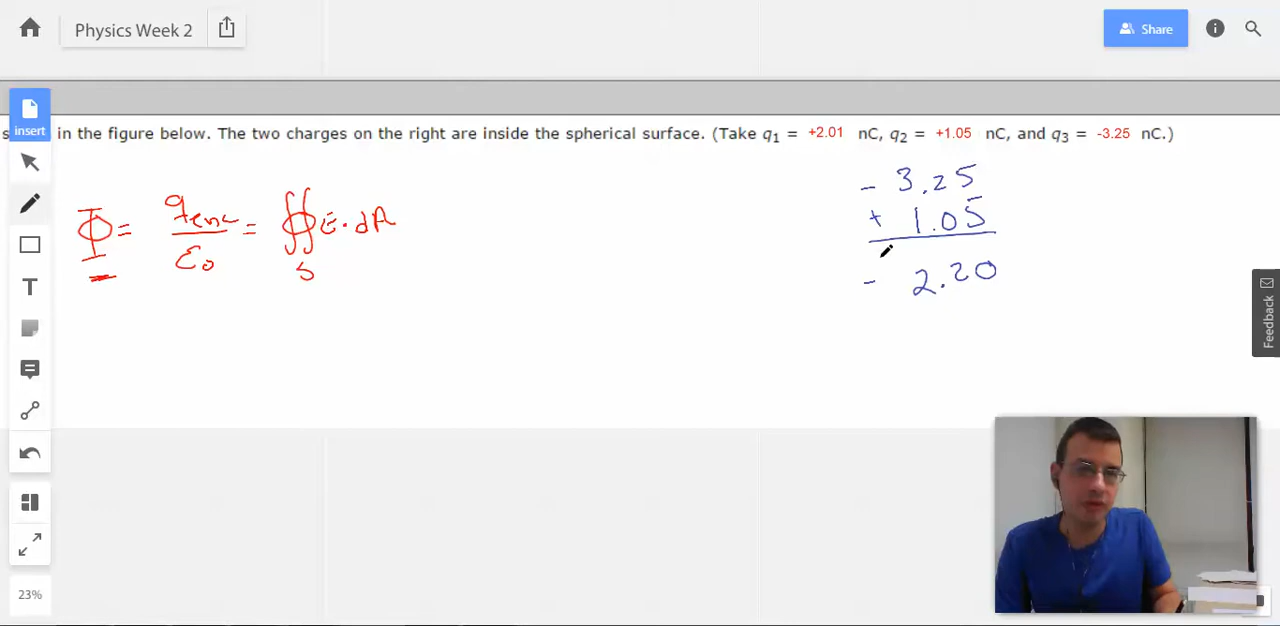 Physics Week 2
Share
insert
s in the figure below. The two charges on the right are inside the spherical surface. (Take q₁ = +2.01 nC, q₂ = +1.05 nC, and q₃ = -3.25 nC.)
Φ = qenc/ε₀ = ∯S E · dA
- 3.25
+ 1.05
- 2.20
T
Feedback
23%